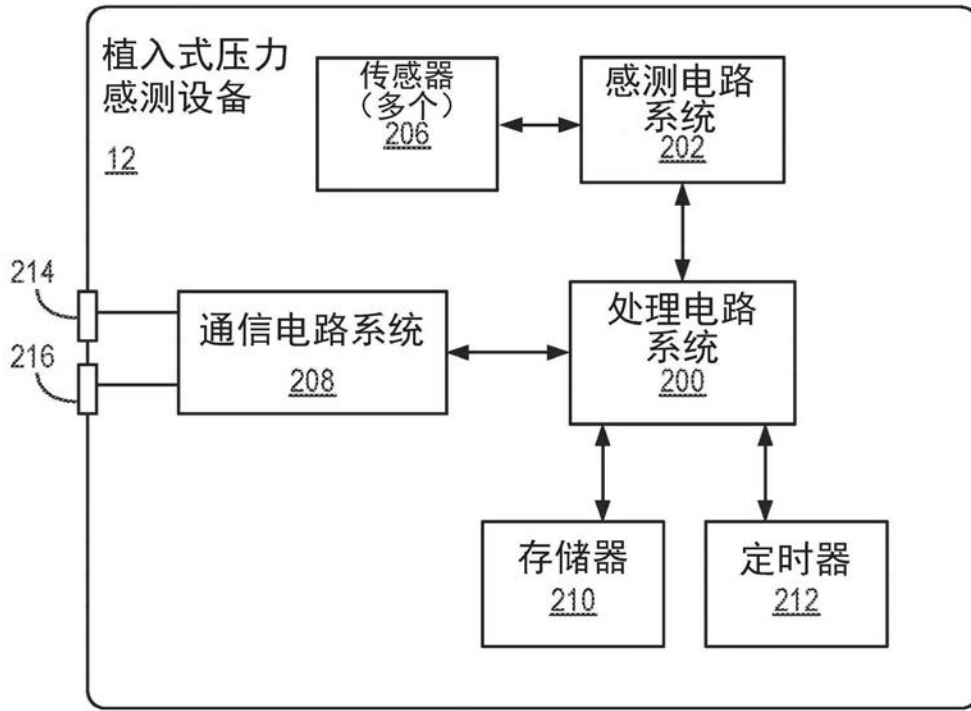 植入式压力
感测设备
12
传感器
（多个）
206
感测电路
系统
202
214
216
通信电路系统
208
处理电路
系统
200
存储器
210
定时器
212